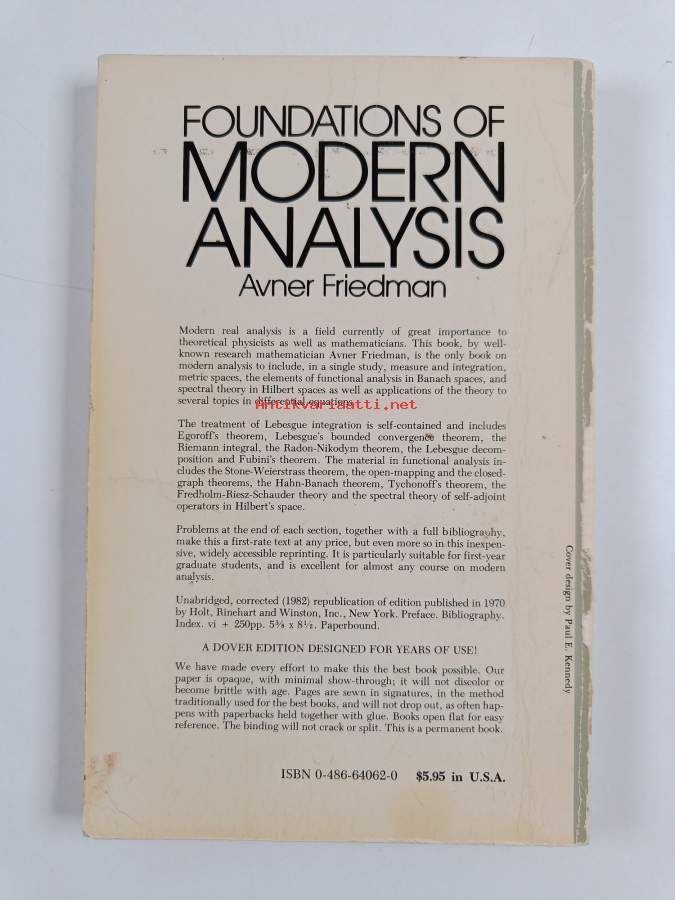 FOUNDATIONS OF
MODERN
ANALYSIS
Avner Friedman
Modern real analysis is a field currently of great importance to
theoretical physicists as well as mathematicians. This book, by well-
known research mathematician Avner Friedman, is the only book on
modern analysis to include, in a single study, measure and integration,
metric spaces, the elements of functional analysis in Banach spaces, and
spectral theory in Hilbert spaces as well as applications of the theory to
several topics in differential equations.
Antikvariaatti.net
The treatment of Lebesgue integration is self-contained and includes
Egoroff's theorem, Lebesgue's bounded convergence theorem, the
Riemann integral, the Radon-Nikodym theorem, the Lebesgue decom-
position and Fubini's theorem. The material in functional analysis in-
cludes the Stone-Weierstrass theorem, the open-mapping and the closed-
graph theorems, the Hahn-Banach theorem, Tychonoff's theorem, the
Fredholm-Riesz-Schauder theory and the spectral theory of self-adjoint
operators in Hilbert's space.
Problems at the end of each section, together with a full bibliography,
make this a first-rate text at any price, but even more so in this inexpen-
sive, widely accessible reprinting. It is particularly suitable for first-year
graduate students, and is excellent for almost any course on modern
analysis.
Unabridged, corrected (1982) republication of edition published in 1970
by Holt, Rinehart and Winston, Inc., New York. Preface. Bibliography.
Index. vi + 250pp. 5⅜ x 8½. Paperbound.
A DOVER EDITION DESIGNED FOR YEARS OF USE!
We have made every effort to make this the best book possible. Our
paper is opaque, with minimal show-through; it will not discolor or
become brittle with age. Pages are sewn in signatures, in the method
traditionally used for the best books, and will not drop out, as often hap-
pens with paperbacks held together with glue. Books open flat for easy
reference. The binding will not crack or split. This is a permanent book.
ISBN 0-486-64062-0 $5.95 in U.S.A.
Cover design by Paul E. Kennedy